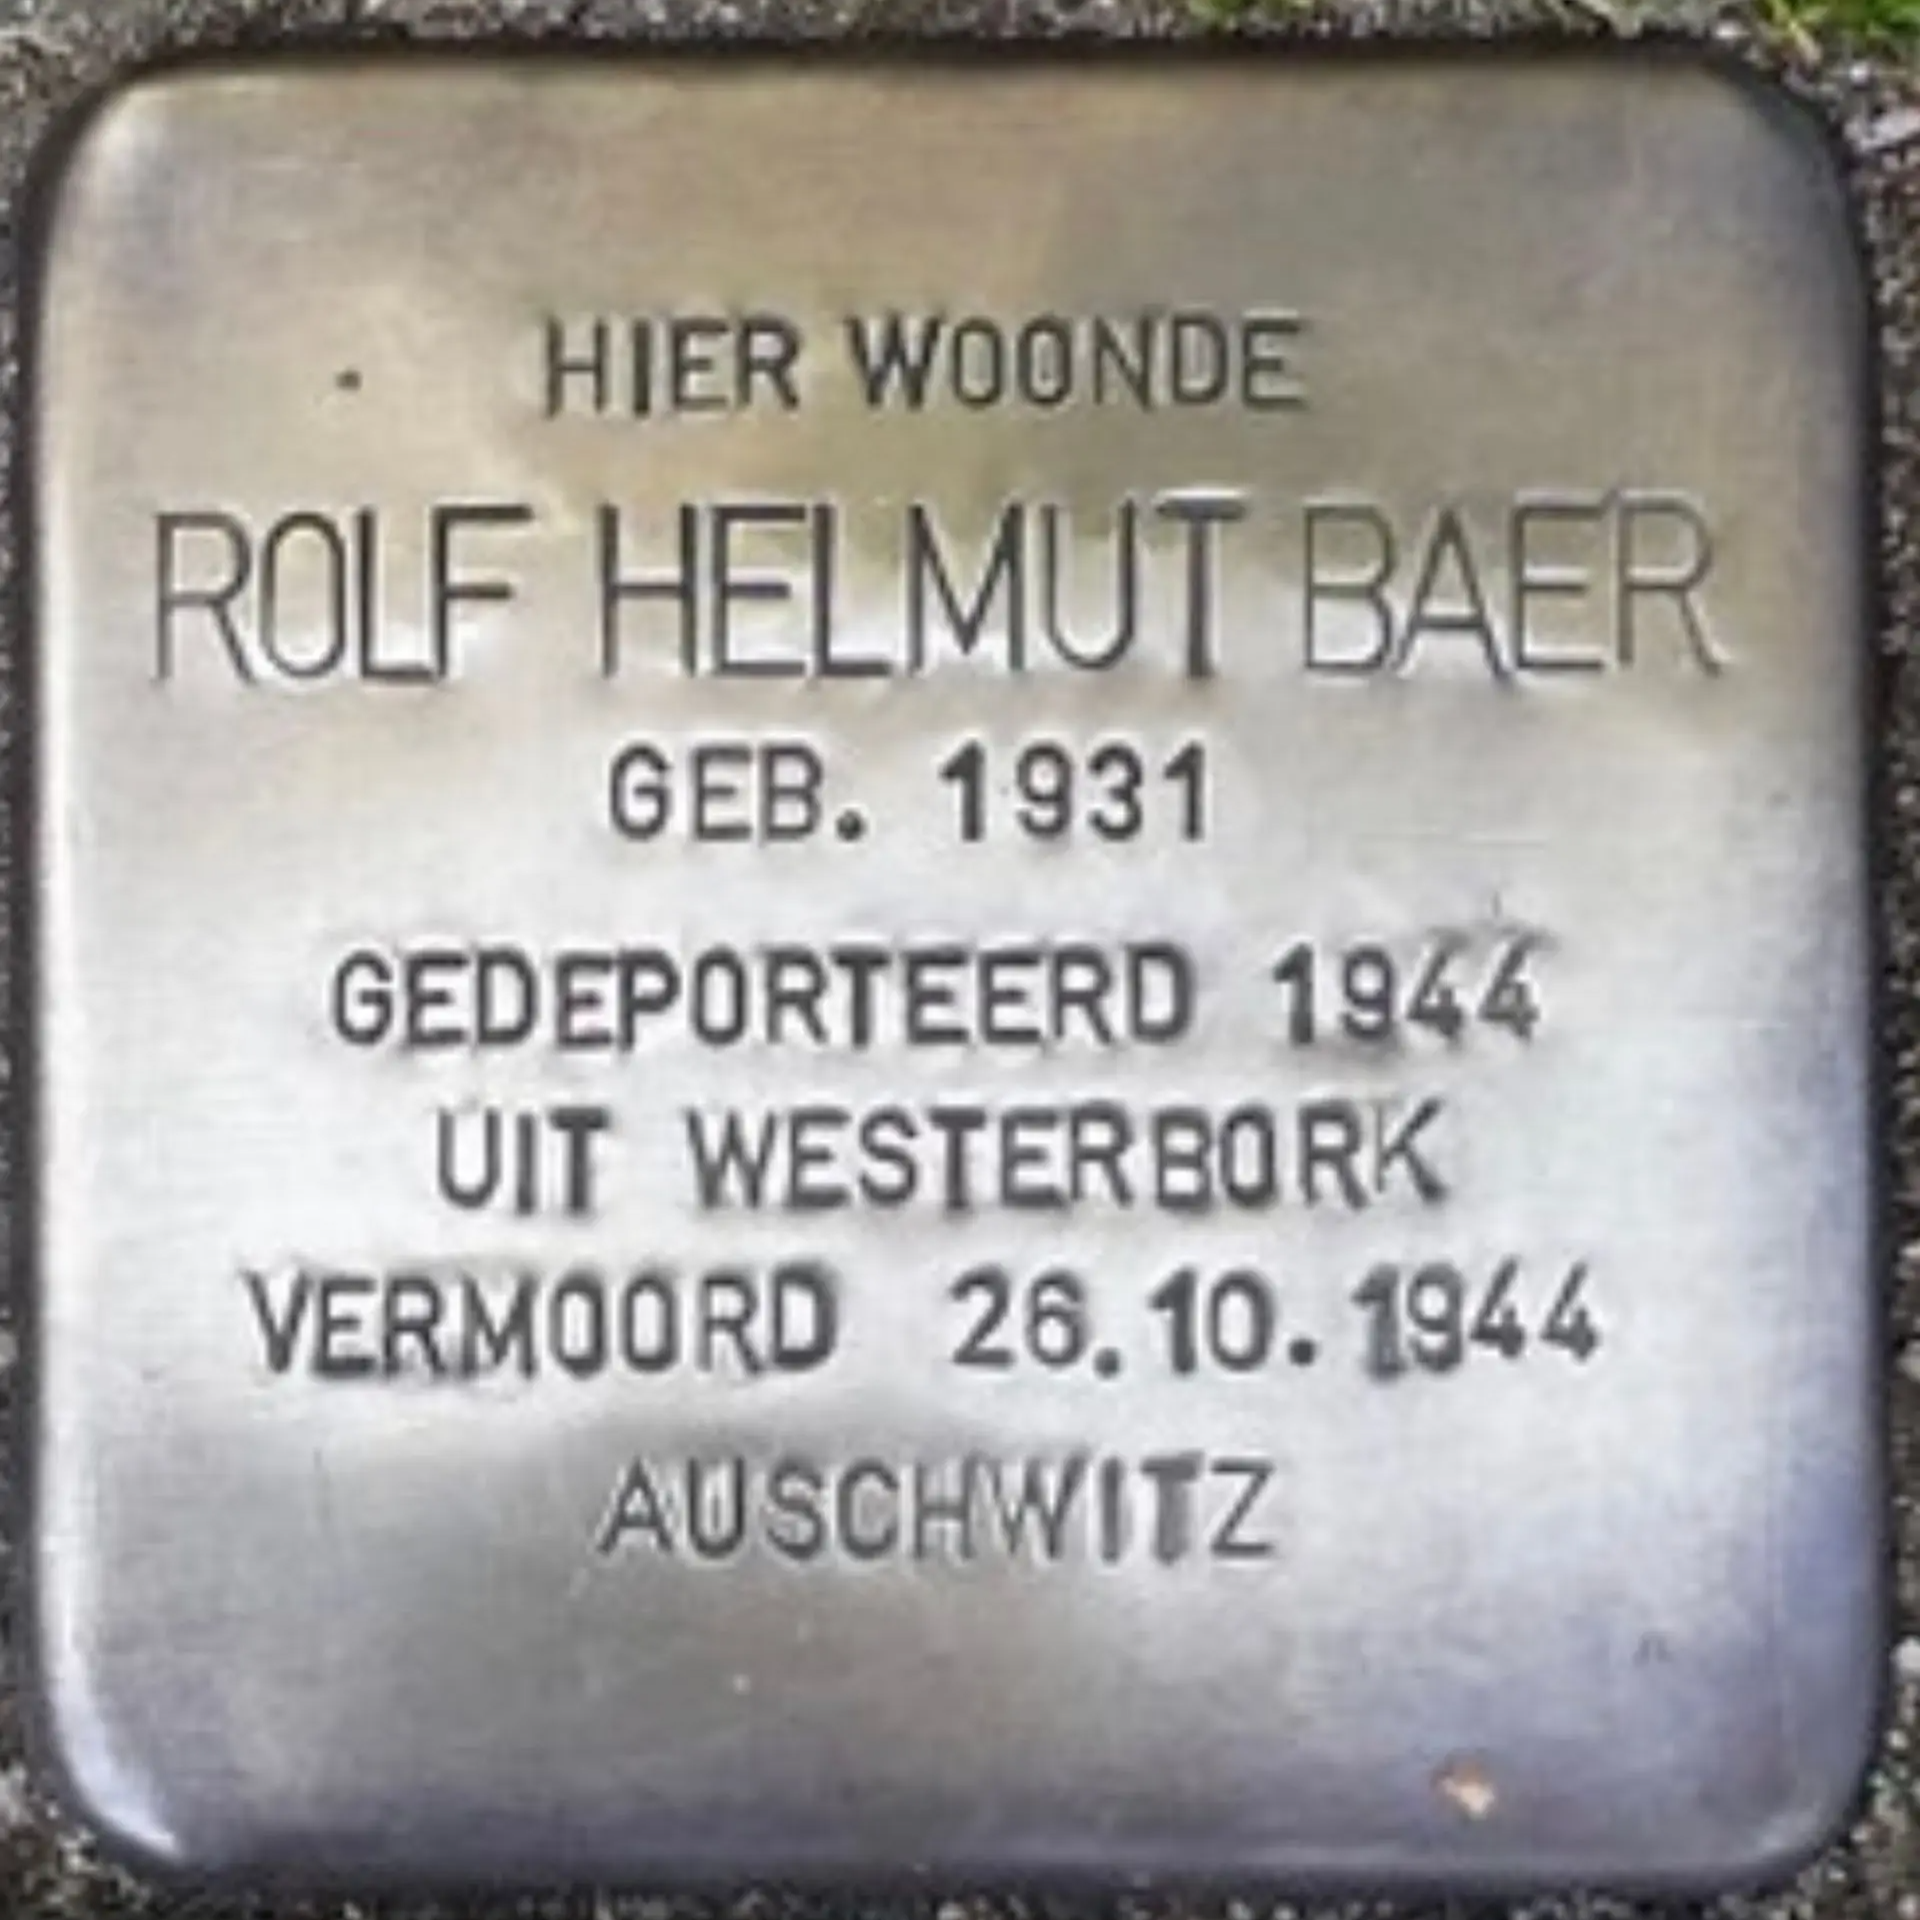 HIER WOONDE
ROLF HELMUT BAER
GEB. 1931
GEDEPORTEERD 1944
UIT WESTERBORK
VERMOORD 26.10.1944
AUSCHWITZ